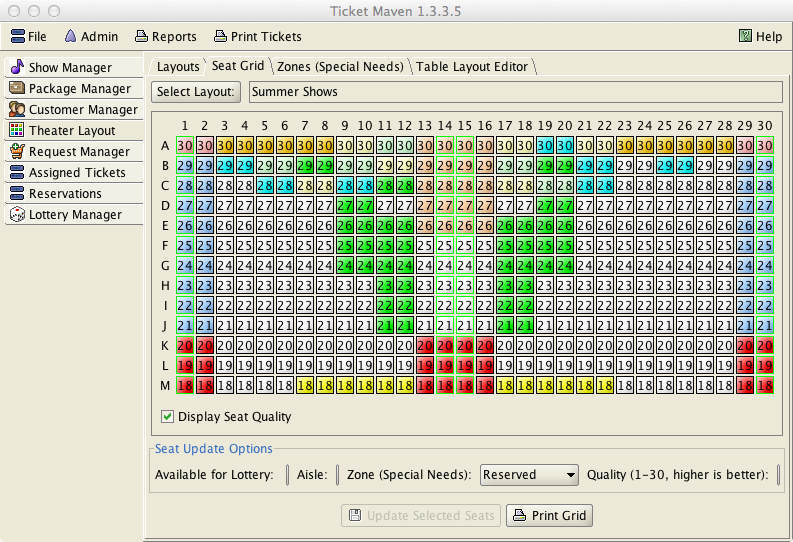 Ticket Maven 1.3.3.5
File Admin Reports Print Tickets Help
Show Manager
Package Manager
Customer Manager
Theater Layout
Request Manager
Assigned Tickets
Reservations
Lottery Manager
Layouts Seat Grid Zones (Special Needs) Table Layout Editor
Select Layout: Summer Shows
1 2 3 4 5 6 7 8 9 10 11 12 13 14 15 16 17 18 19 20 21 22 23 24 25 26 27 28 29 30
A 30 30 30 30 30 30 30 30 30 30 30 30 30 30 30 30 30 30 30 30 30 30 30 30 30 30 30 30 30 30
B 29 29 29 29 29 29 29 29 29 29 29 29 29 29 29 29 29 29 29 29 29 29 29 29 29 29 29 29 29 29
C 28 28 28 28 28 28 28 28 28 28 28 28 28 28 28 28 28 28 28 28 28 28 28 28 28 28 28 28 28 28
D 27 27 27 27 27 27 27 27 27 27 27 27 27 27 27 27 27 27 27 27 27 27 27 27 27 27 27 27 27 27
E 26 26 26 26 26 26 26 26 26 26 26 26 26 26 26 26 26 26 26 26 26 26 26 26 26 26 26 26 26 26
F 25 25 25 25 25 25 25 25 25 25 25 25 25 25 25 25 25 25 25 25 25 25 25 25 25 25 25 25 25 25
G 24 24 24 24 24 24 24 24 24 24 24 24 24 24 24 24 24 24 24 24 24 24 24 24 24 24 24 24 24 24
H 23 23 23 23 23 23 23 23 23 23 23 23 23 23 23 23 23 23 23 23 23 23 23 23 23 23 23 23 23 23
I 22 22 22 22 22 22 22 22 22 22 22 22 22 22 22 22 22 22 22 22 22 22 22 22 22 22 22 22 22 22
J 21 21 21 21 21 21 21 21 21 21 21 21 21 21 21 21 21 21 21 21 21 21 21 21 21 21 21 21 21 21
K 20 20 20 20 20 20 20 20 20 20 20 20 20 20 20 20 20 20 20 20 20 20 20 20 20 20 20 20 20 20
L 19 19 19 19 19 19 19 19 19 19 19 19 19 19 19 19 19 19 19 19 19 19 19 19 19 19 19 19 19 19
M 18 18 18 18 18 18 18 18 18 18 18 18 18 18 18 18 18 18 18 18 18 18 18 18 18 18 18 18 18 18
Display Seat Quality
Seat Update Options
Available for Lottery: Aisle: Zone (Special Needs): Reserved Quality (1-30, higher is better):
Update Selected Seats Print Grid